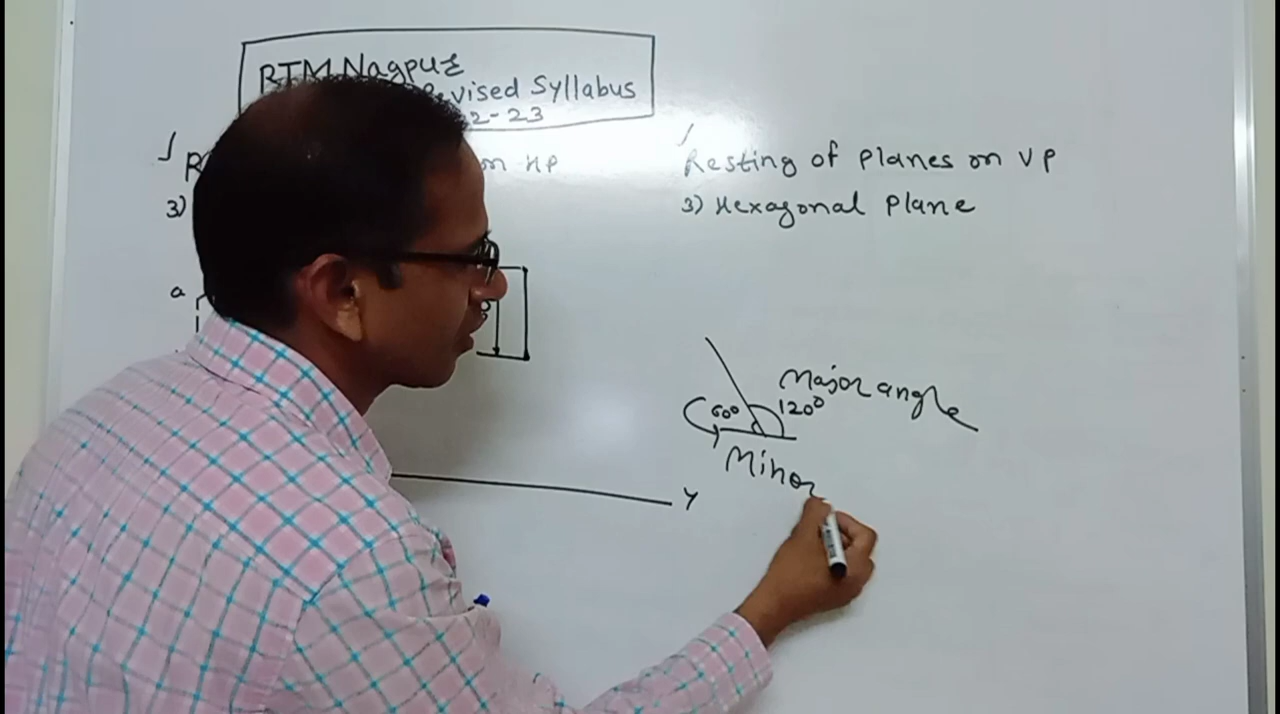 RTM Nagpur
Revised Syllabus
2-23
on HP
3)
a
Y
Resting of Planes on VP
3) Hexagonal Plane
Major angle
60° 120°
Minor